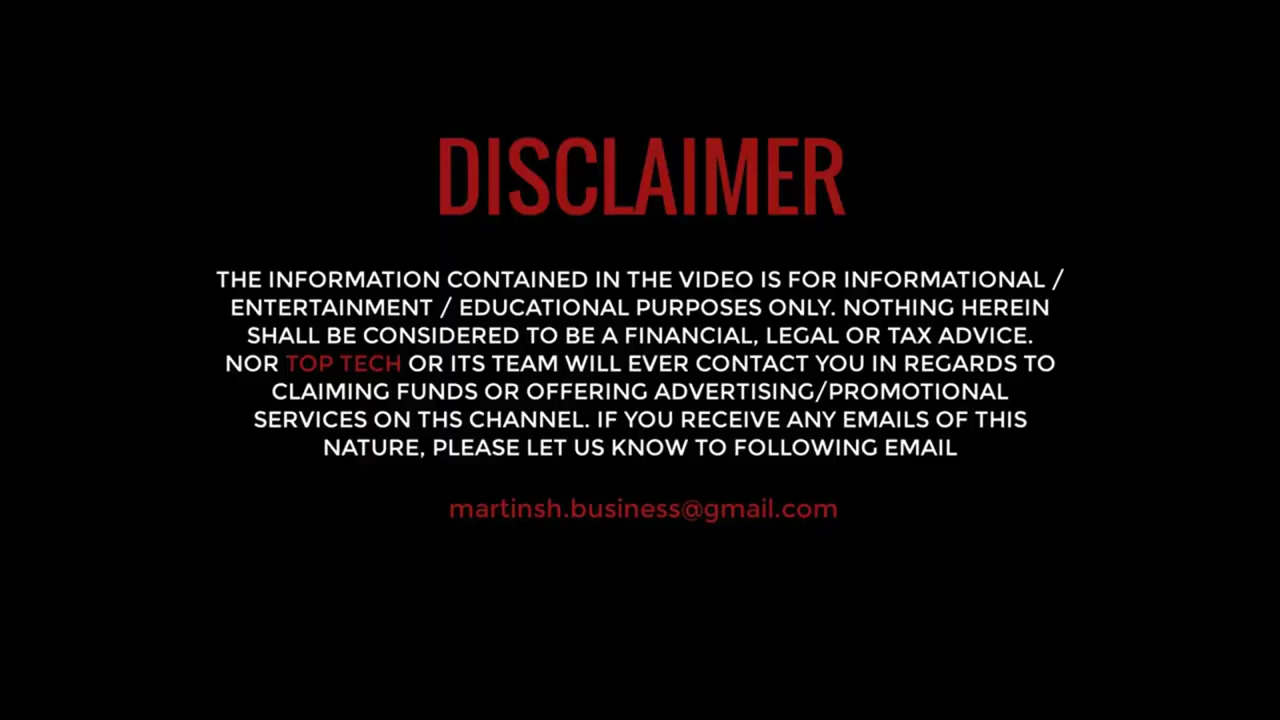 DISCLAIMER
THE INFORMATION CONTAINED IN THE VIDEO IS FOR INFORMATIONAL /
ENTERTAINMENT / EDUCATIONAL PURPOSES ONLY. NOTHING HEREIN
SHALL BE CONSIDERED TO BE A FINANCIAL, LEGAL OR TAX ADVICE.
NOR TOP TECH OR ITS TEAM WILL EVER CONTACT YOU IN REGARDS TO
CLAIMING FUNDS OR OFFERING ADVERTISING/PROMOTIONAL
SERVICES ON THS CHANNEL. IF YOU RECEIVE ANY EMAILS OF THIS
NATURE, PLEASE LET US KNOW TO FOLLOWING EMAIL
martinsh.business@gmail.com